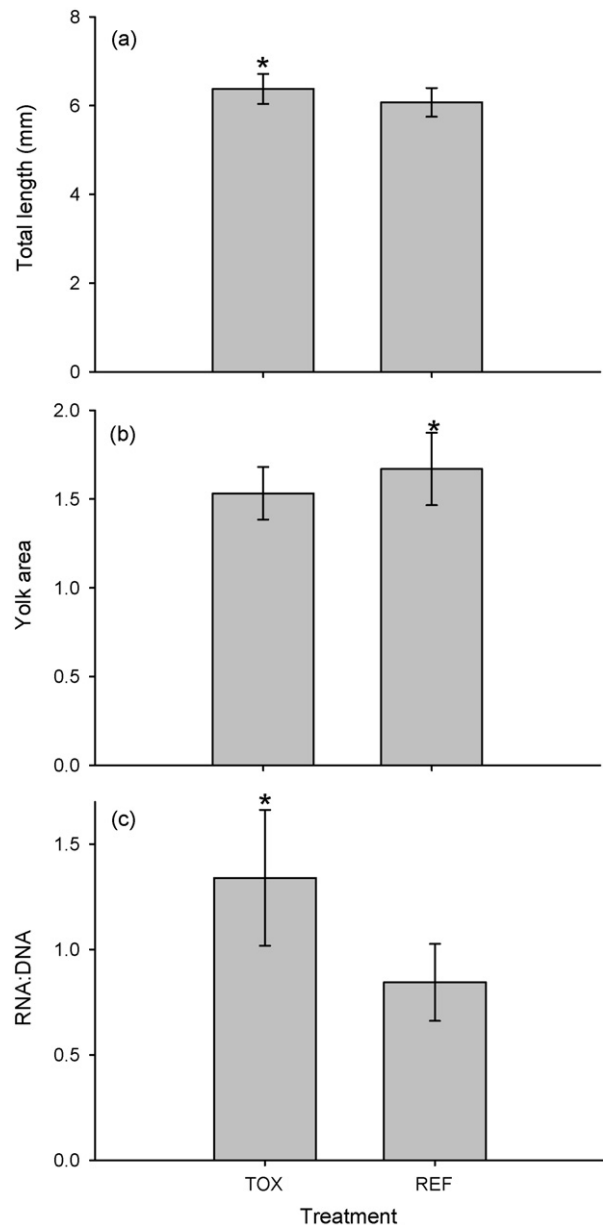 (a)
*
Total length (mm)
8
6
4
2
0
(b)
*
Yolk area
2.0
1.5
1.0
0.5
0.0
(c)
*
RNA:DNA
1.5
1.0
0.5
0.0
TOX REF
Treatment